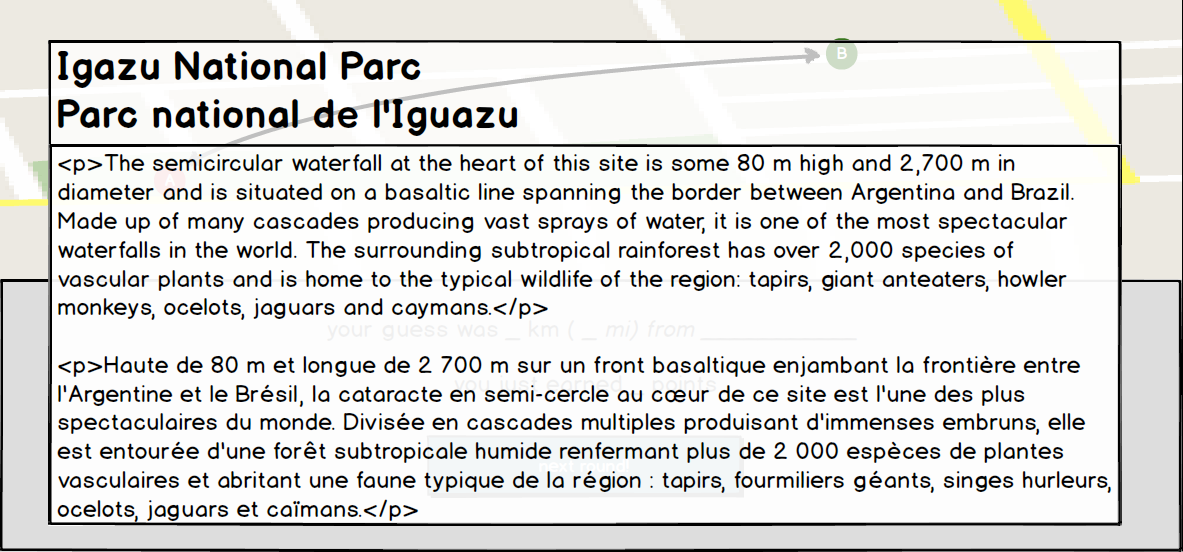 B
Igazu National Parc
Parc national de l'Iguazu
<p>The semicircular waterfall at the heart of this site is some 80 m high and 2,700 m in
diameter and is situated on a basaltic line spanning the border between Argentina and Brazil.
Made up of many cascades producing vast sprays of water, it is one of the most spectacular
waterfalls in the world. The surrounding subtropical rainforest has over 2,000 species of
vascular plants and is home to the typical wildlife of the region: tapirs, giant anteaters, howler
monkeys, ocelots, jaguars and caymans.</p>
your guess was _ km ( _ mi) from ____________
<p>Haute de 80 m et longue de 2 700 m sur un front basaltique enjambant la frontière entre
you just earned _ points
l'Argentine et le Brésil, la cataracte en semi-cercle au cœur de ce site est l'une des plus
spectaculaires du monde. Divisée en cascades multiples produisant d'immenses embruns, elle
est entourée d'une forêt subtropicale humide renfermant plus de 2 000 espèces de plantes
next round
vasculaires et abritant une faune typique de la région : tapirs, fourmiliers géants, singes hurleurs,
ocelots, jaguars et caïmans.</p>